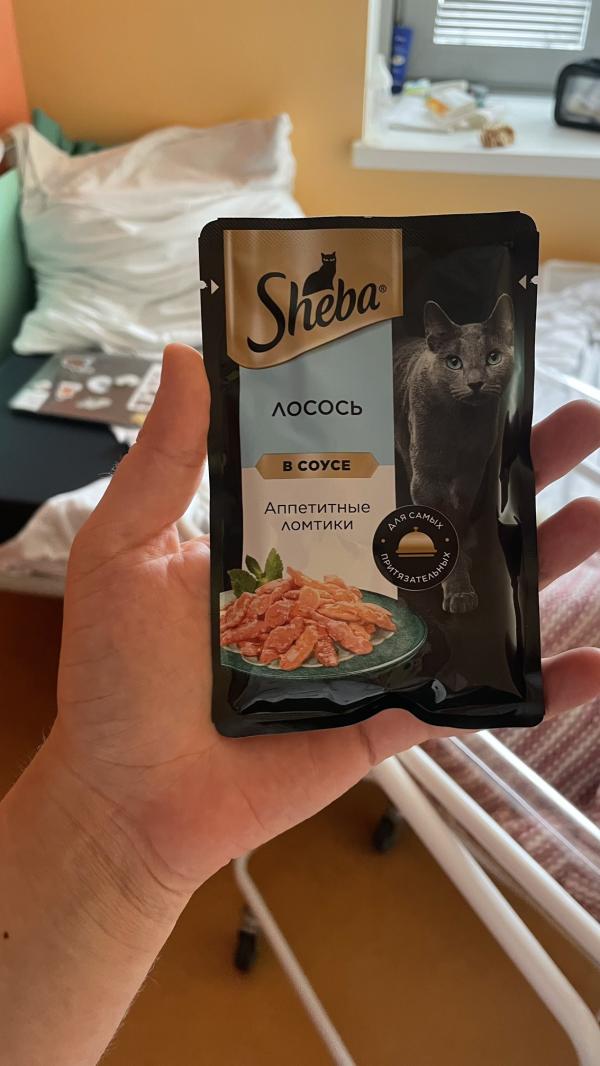 Sheba®
ЛОСОСЬ
В СОУСЕ
Аппетитные
ломтики
ДЛЯ САМЫХ
ПРИТЯЗАТЕЛЬНЫХ